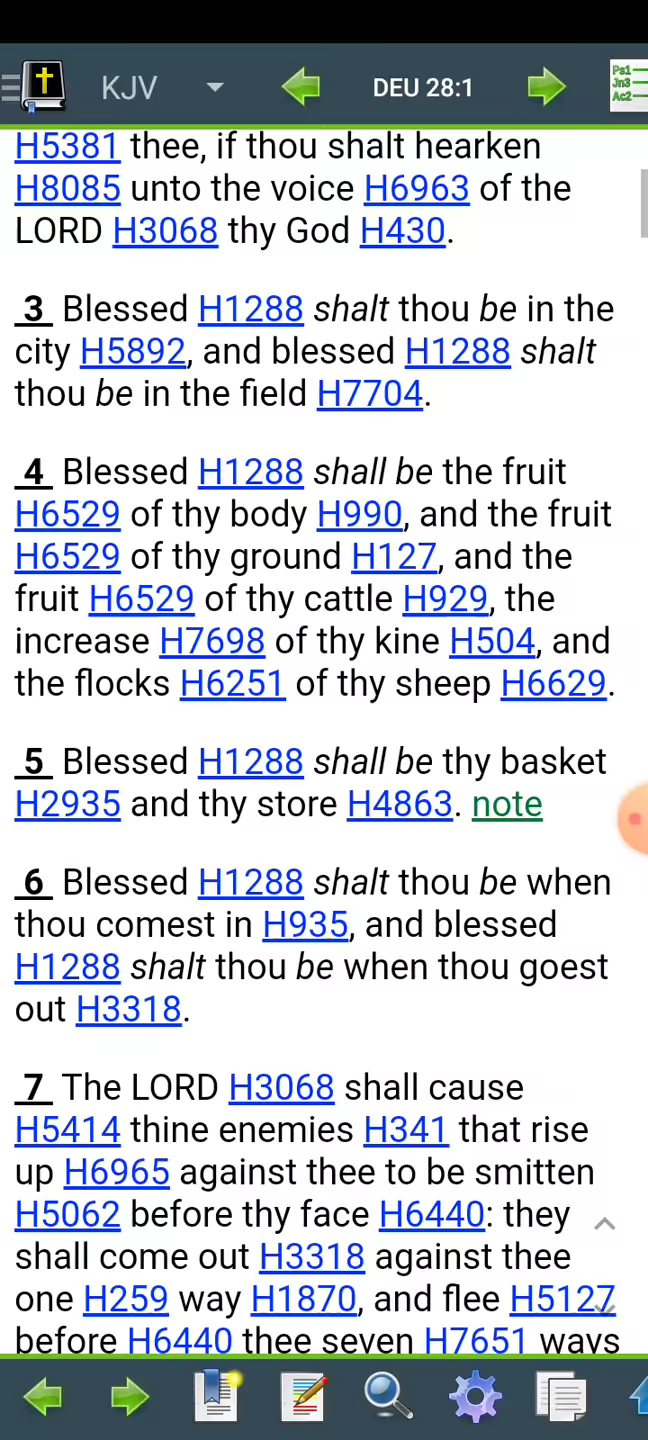 KJV
DEU 28:1
Ps1
Jn3
Ac2
H5381 thee, if thou shalt hearken
H8085 unto the voice H6963 of the
LORD H3068 thy God H430.
3 Blessed H1288 shalt thou be in the
city H5892, and blessed H1288 shalt
thou be in the field H7704.
4 Blessed H1288 shall be the fruit
H6529 of thy body H990, and the fruit
H6529 of thy ground H127, and the
fruit H6529 of thy cattle H929, the
increase H7698 of thy kine H504, and
the flocks H6251 of thy sheep H6629.
5 Blessed H1288 shall be thy basket
H2935 and thy store H4863. note
6 Blessed H1288 shalt thou be when
thou comest in H935, and blessed
H1288 shalt thou be when thou goest
out H3318.
7 The LORD H3068 shall cause
H5414 thine enemies H341 that rise
up H6965 against thee to be smitten
H5062 before thy face H6440: they
shall come out H3318 against thee
one H259 way H1870, and flee H5127
before H6440 thee seven H7651 ways